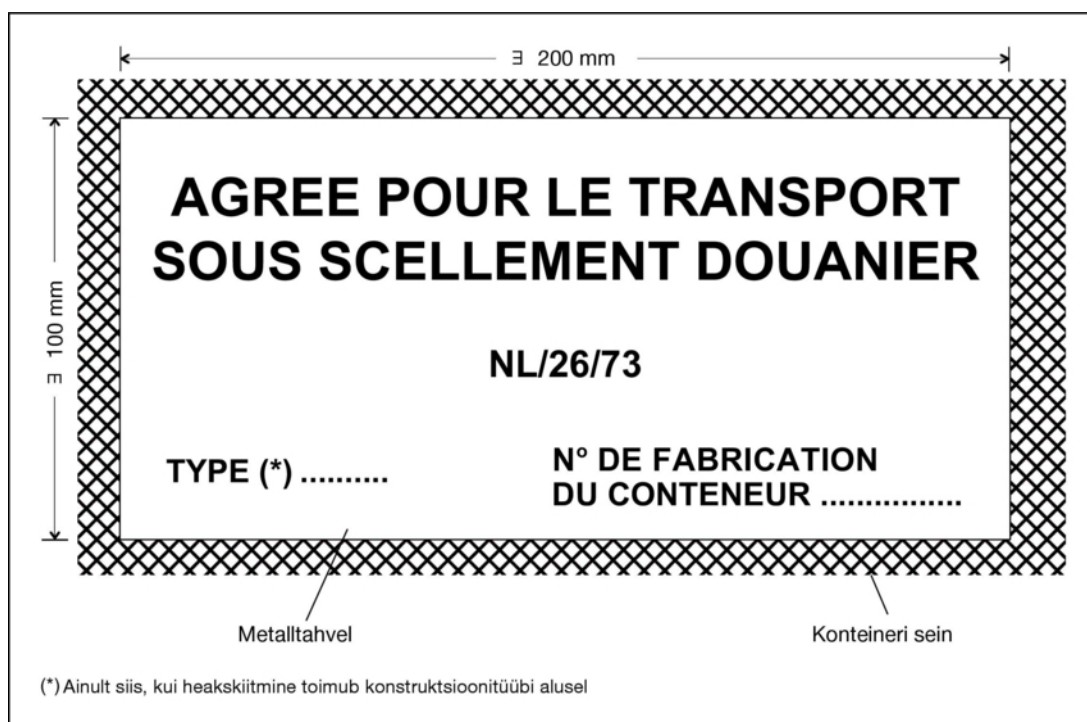 ∃ 200 mm
∃ 100 mm
AGREE POUR LE TRANSPORT
SOUS SCELLEMENT DOUANIER
NL/26/73
TYPE (*) ..........
N° DE FABRICATION
DU CONTENEUR ................
Metalltahvel
Konteineri sein
(*) Ainult siis, kui heakskiitmine toimub konstruktsioonitüübi alusel